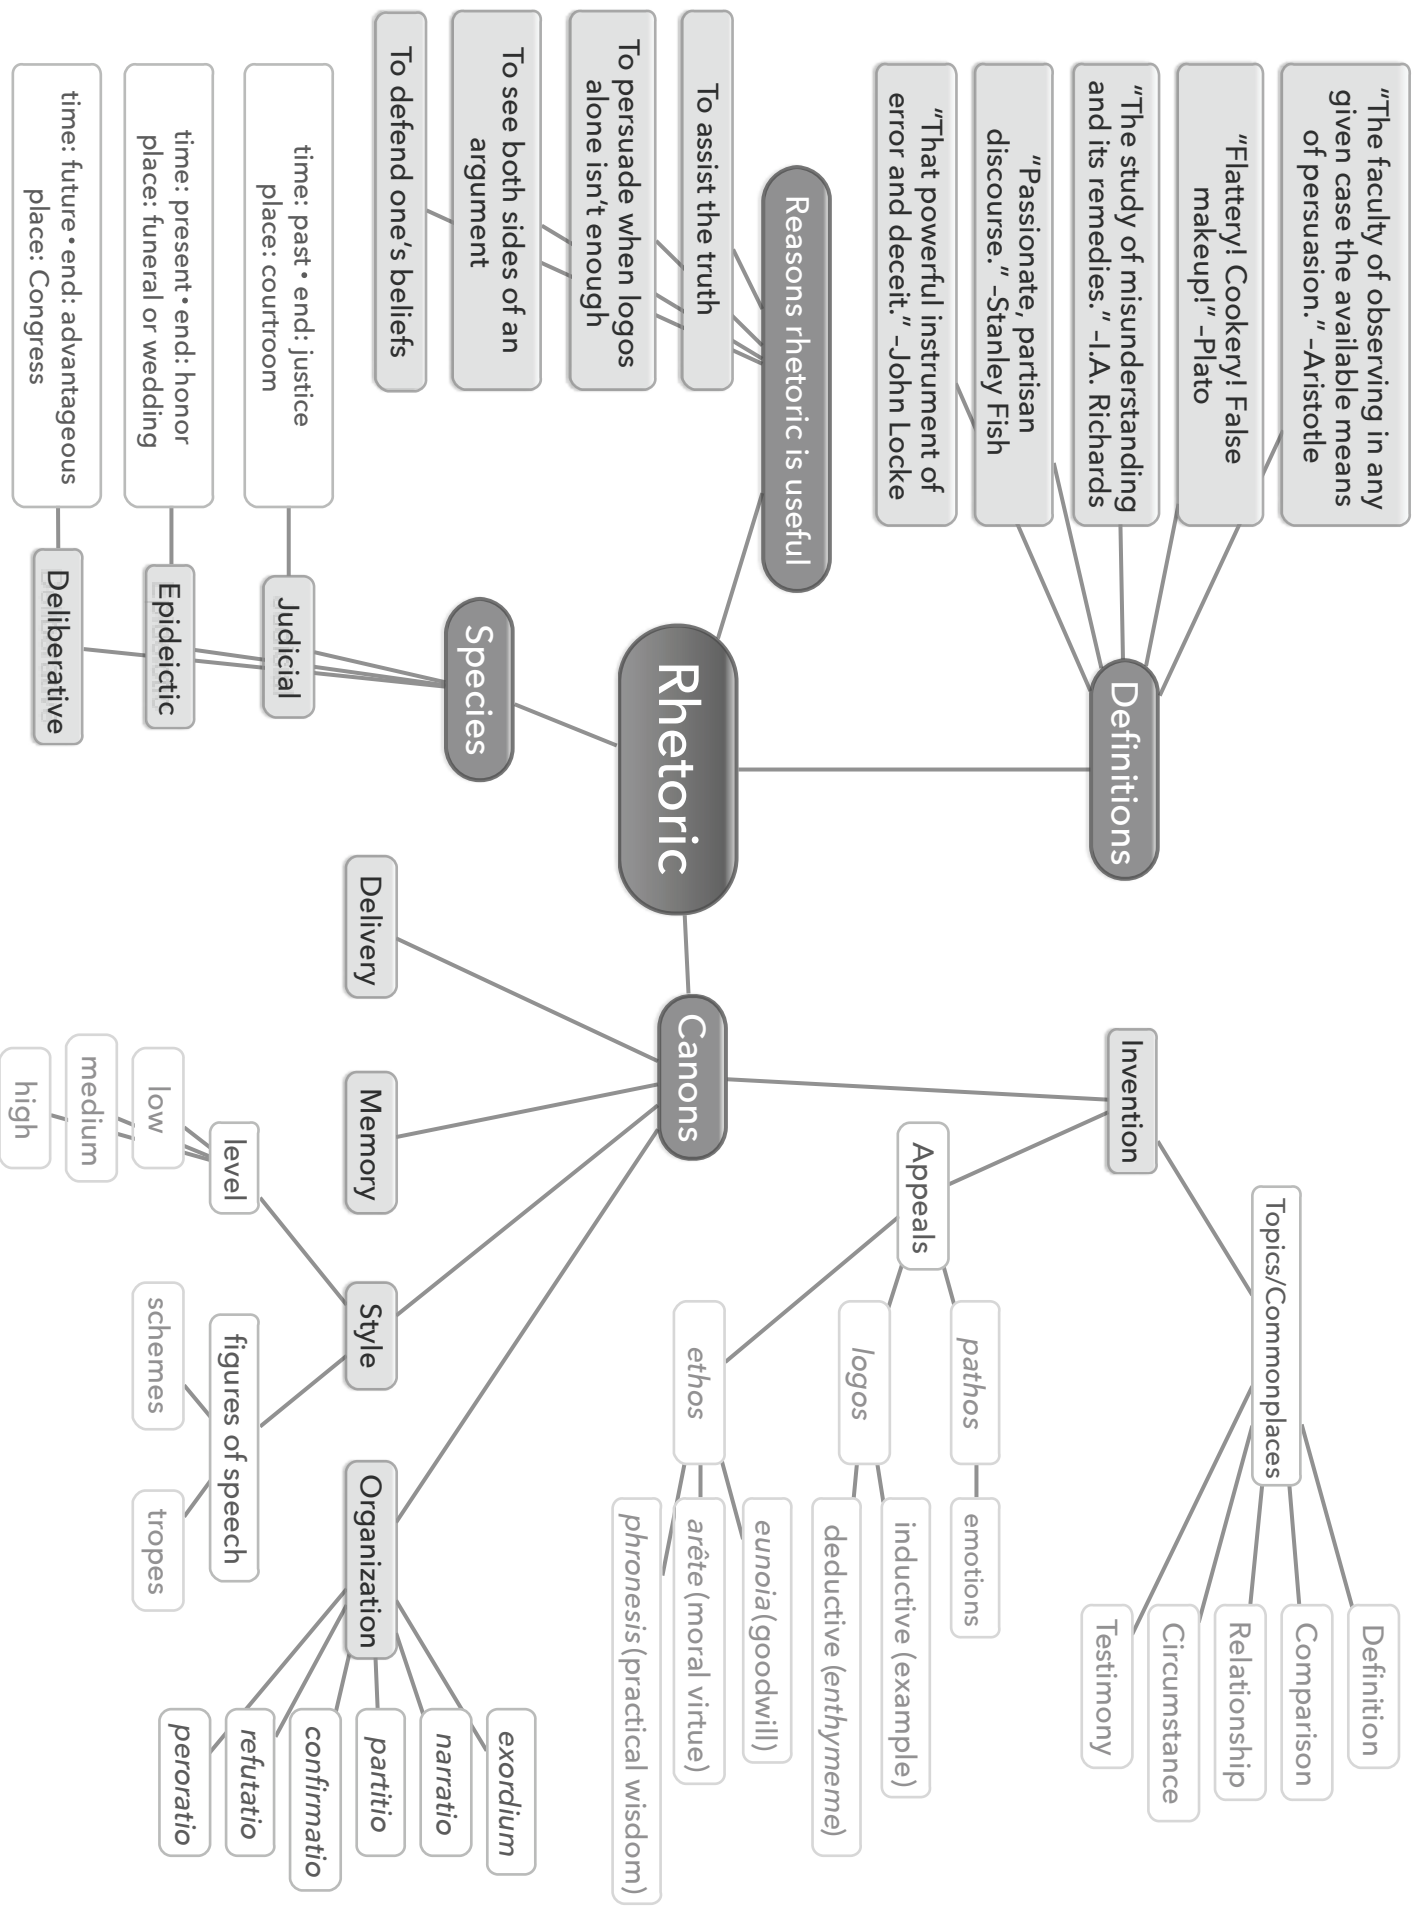 “The faculty of observing in any
given case the available means
of persuasion.” –Aristotle
“Flattery! Cookery! False
makeup!” –Plato
“The study of misunderstanding
and its remedies.” –I.A. Richards
“Passionate, partisan
discourse.” –Stanley Fish
“That powerful instrument of
error and deceit.” –John Locke
Definitions
Reasons rhetoric is useful
To assist the truth
To persuade when logos
alone isn’t enough
To see both sides of an
argument
To defend one’s beliefs
Rhetoric
Species
Judicial
time: past • end: justice
place: courtroom
Epideictic
time: present • end: honor
place: funeral or wedding
Deliberative
time: future • end: advantageous
place: Congress
Canons
Invention
Topics/Commonplaces
Definition
Comparison
Relationship
Circumstance
Testimony
Appeals
pathos
emotions
logos
inductive (example)
deductive (enthymeme)
ethos
eunoia (goodwill)
arête (moral virtue)
phronesis (practical wisdom)
Delivery
Memory
Style
level
low
medium
high
figures of speech
schemes
tropes
Organization
exordium
narratio
partitio
confirmatio
refutatio
peroratio